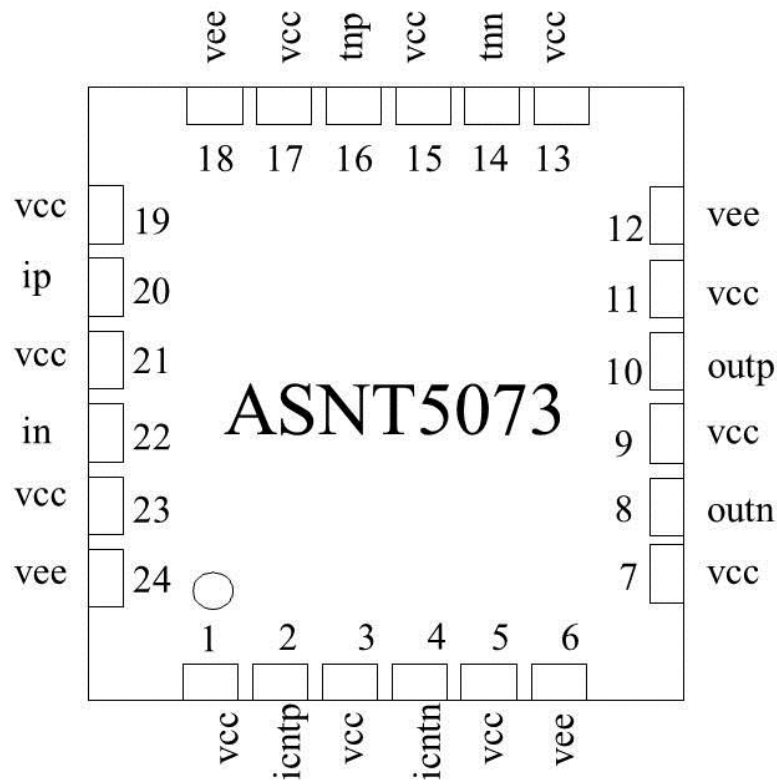 vee vcc tnp vcc tnn vcc
18 17 16 15 14 13
vcc 19 12 vee
ip 20 11 vcc
vcc 21 10 outp
ASNT5073
in 22 9 vcc
vcc 23 8 outn
vee 24 7 vcc
1 2 3 4 5 6
vcc icntp vcc icntn vcc vee